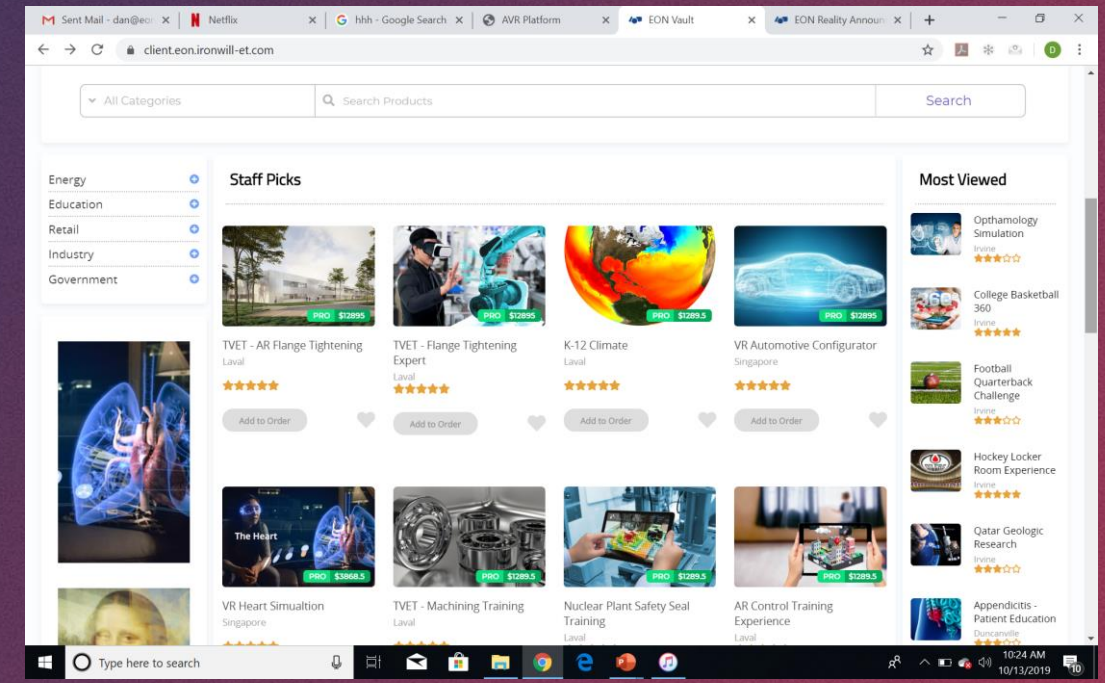 Sent Mail - dan@eon
Netflix
hhh - Google Search
AVR Platform
EON Vault
EON Reality Announ
client.eon.ironwill-et.com
D
All Categories
Search Products
Search
Energy
Education
Retail
Industry
Government
Staff Picks
PRO $12895
PRO $12895
PRO $1289.5
PRO $12895
TVET - AR Flange Tightening
Laval
TVET - Flange Tightening
Expert
Laval
K-12 Climate
Laval
VR Automotive Configurator
Singapore
Add to Order
Add to Order
Add to Order
Add to Order
The Heart
PRO $3868.5
PRO $1289.5
PRO $1289.5
PRO $1289.5
VR Heart Simualtion
Singapore
TVET - Machining Training
Laval
Nuclear Plant Safety Seal
Training
Laval
AR Control Training
Experience
Laval
Most Viewed
Opthamology
Simulation
Irvine
College Basketball
360
Irvine
Football
Quarterback
Challenge
Irvine
Hockey Locker
Room Experience
Irvine
Qatar Geologic
Research
Irvine
Appendicitis -
Patient Education
Duncanville
Type here to search
10:24 AM
10/13/2019